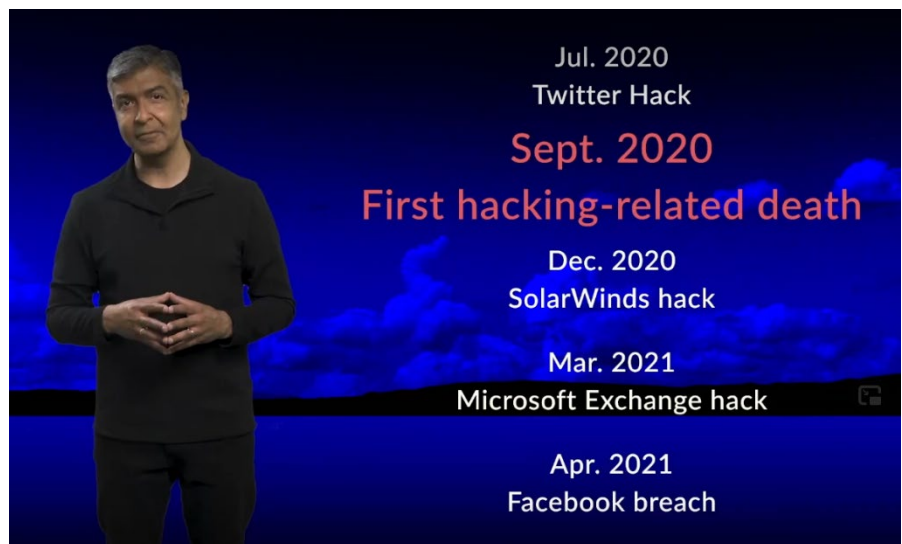 Jul. 2020
Twitter Hack
Sept. 2020
First hacking-related death
Dec. 2020
SolarWinds hack
Mar. 2021
Microsoft Exchange hack
Apr. 2021
Facebook breach